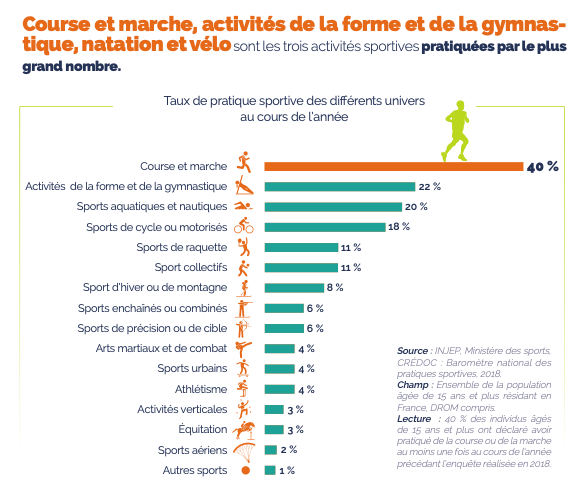 Course et marche, activités de la forme et de la gymnas-
tique, natation et vélo sont les trois activités sportives pratiquées par le plus
grand nombre.
Taux de pratique sportive des différents univers
au cours de l'année
Course et marche 40 %
Activités de la forme et de la gymnastique 22 %
Sports aquatiques et nautiques 20 %
Sports de cycle ou motorisés 18 %
Sports de raquette 11 %
Sport collectifs 11 %
Sport d'hiver ou de montagne 8 %
Sports enchaînés ou combinés 6 %
Sports de précision ou de cible 6 %
Arts martiaux et de combat 4 %
Sports urbains 4 %
Athlétisme 4 %
Activités verticales 3 %
Équitation 3 %
Sports aériens 2 %
Autres sports 1 %
Source : INJEP, Ministère des sports,
CRÉDOC : Baromètre national des
pratiques sportives, 2018.
Champ : Ensemble de la population
âgée de 15 ans et plus résidant en
France, DROM compris.
Lecture : 40 % des individus âgés
de 15 ans et plus ont déclaré avoir
pratiqué de la course ou de la marche
au moins une fois au cours de l'année
précédant l'enquête réalisée en 2018.